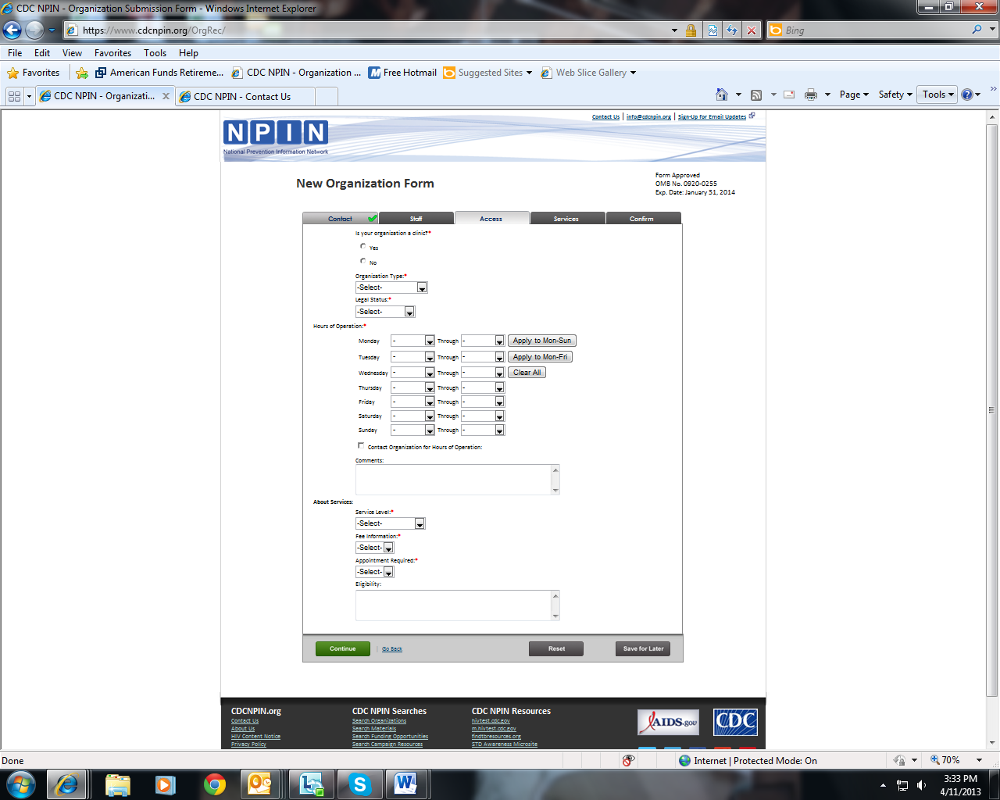 CDC NPIN - Organization Submission Form - Windows Internet Explorer
https://www.cdcnpin.org/OrgRec/
Bing
File Edit View Favorites Tools Help
Favorites American Funds Retireme... CDC NPIN - Organization ... Free Hotmail Suggested Sites Web Slice Gallery
CDC NPIN - Organizati... CDC NPIN - Contact Us Page Safety Tools
Contact Us | info@cdcnpin.org | Sign-Up for Email Updates
NPIN
National Prevention Information Network
New Organization Form
Form Approved
OMB No. 0920-0255
Exp. Date: January 31, 2014
Contact Staff Access Services Confirm
Is your organization a clinic?*
Yes
No
Organization Type:*
-Select-
Legal Status:*
-Select-
Hours of Operation:*
Monday - Through - Apply to Mon-Sun
Tuesday - Through - Apply to Mon-Fri
Wednesday - Through - Clear All
Thursday - Through -
Friday - Through -
Saturday - Through -
Sunday - Through -
Contact Organization for Hours of Operation:
Comments:
About Services:
Service Level:*
-Select-
Fee Information:*
-Select-
Appointment Required:*
-Select-
Eligibility:
Continue | Go Back Reset Save for Later
CDCNPIN.org CDC NPIN Searches CDC NPIN Resources
Contact Us Search Organizations hivtest.cdc.gov
About Us Search Materials m.hivtest.cdc.gov
HIV Content Notice Search Funding Opportunities findtbresources.org
Privacy Policy Search Campaign Resources STD Awareness Microsite
AIDS.gov CDC
Done Internet | Protected Mode: On 70%
3:33 PM
4/11/2013